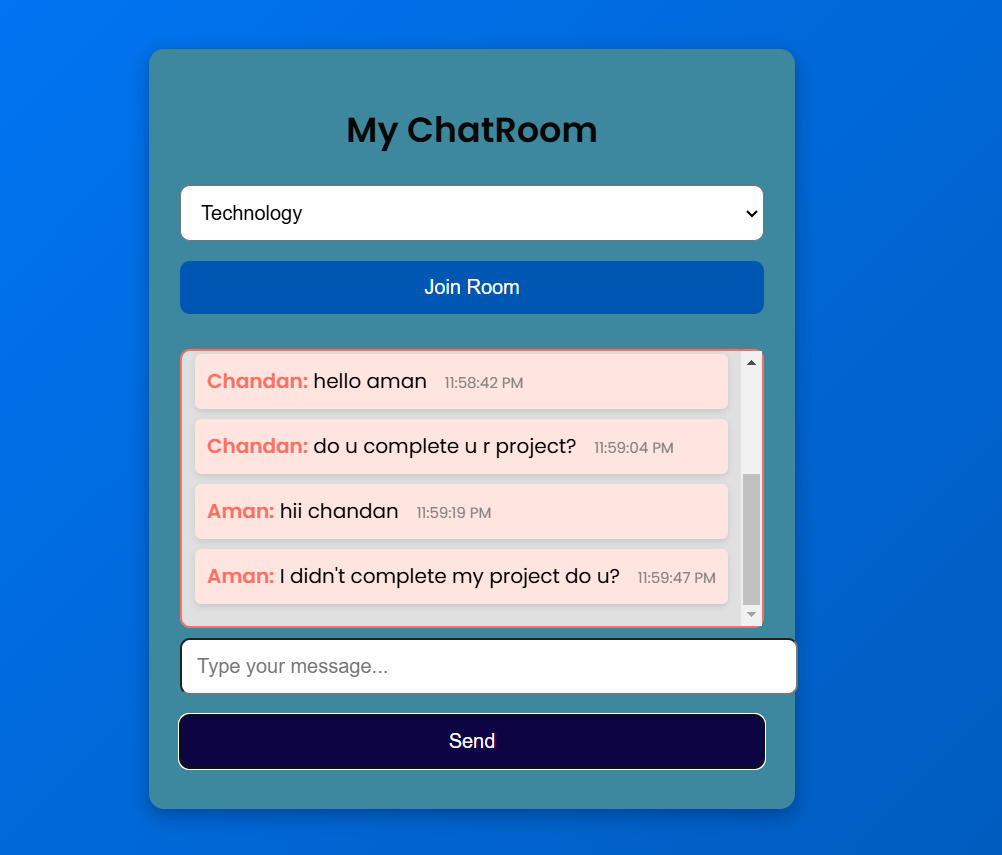 My ChatRoom
Technology
Join Room
Chandan: hello aman 11:58:42 PM
Chandan: do u complete u r project? 11:59:04 PM
Aman: hii chandan 11:59:19 PM
Aman: I didn't complete my project do u? 11:59:47 PM
Type your message...
Send